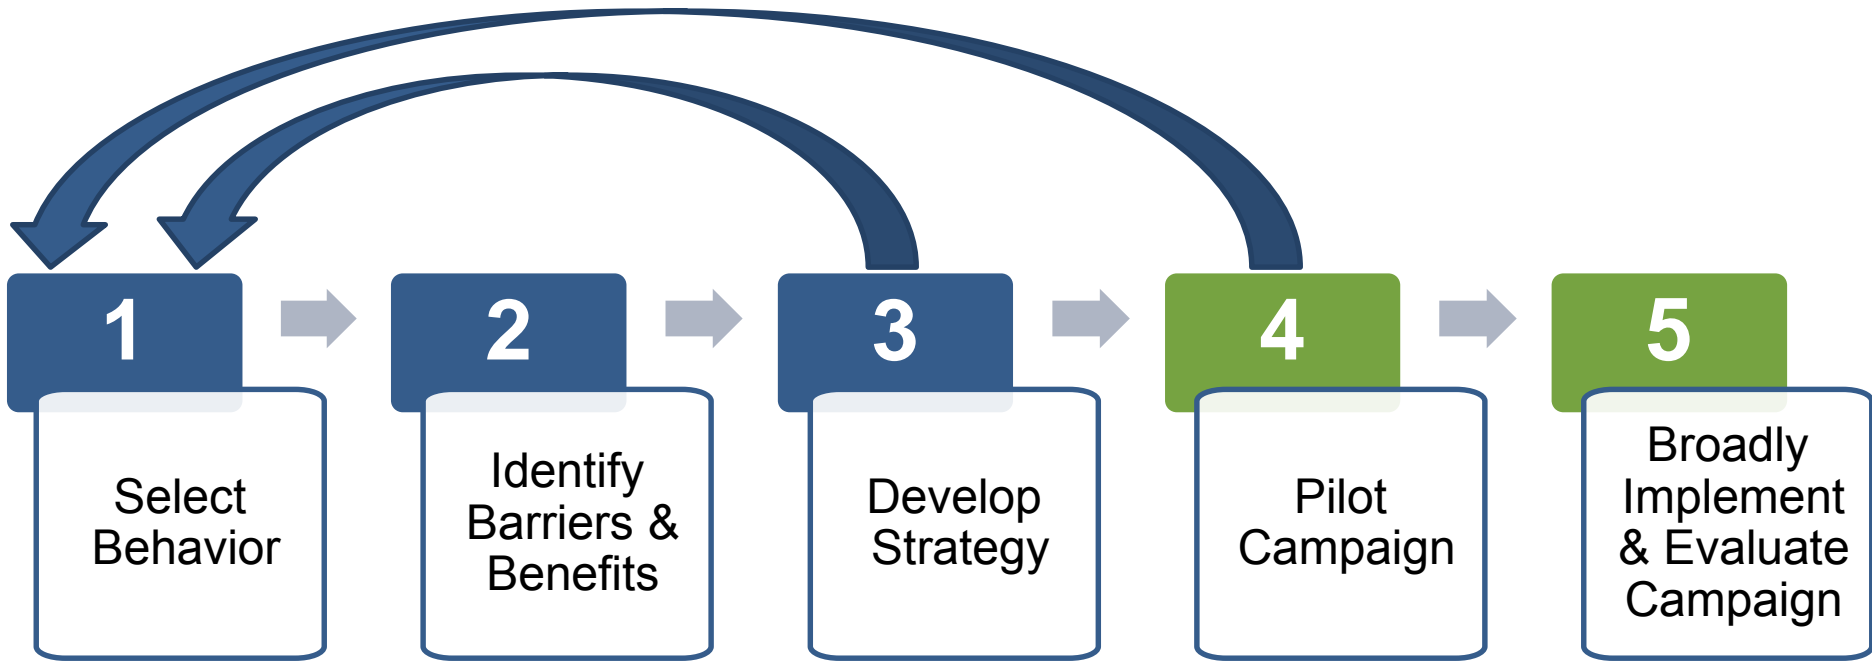 1
2
3
4
5
Select
Behavior
Identify
Barriers &
Benefits
Develop
Strategy
Pilot
Campaign
Broadly
Implement
& Evaluate
Campaign